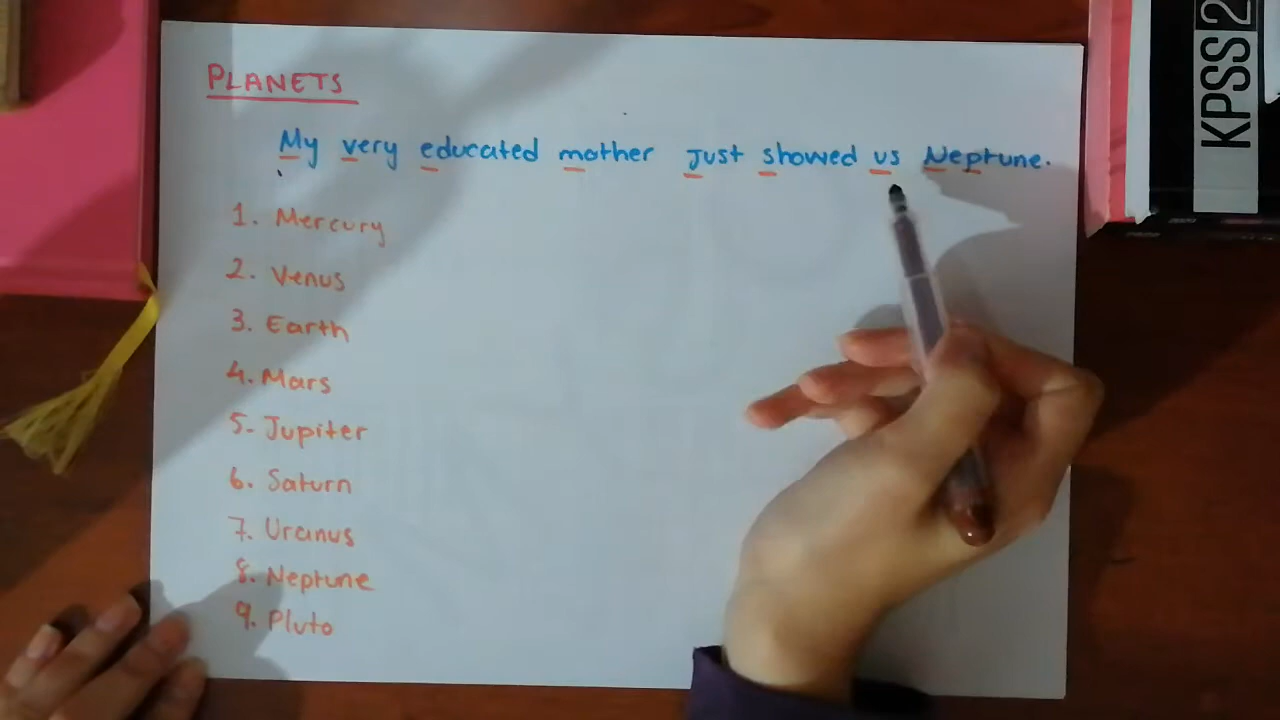 PLANETS
My very educated mother Just showed us Neptune.
1. Mercury
2. Venus
3. Earth
4. Mars
5. Jupiter
6. Saturn
7. Uranus
8. Neptune
9. Pluto
KPSS 2